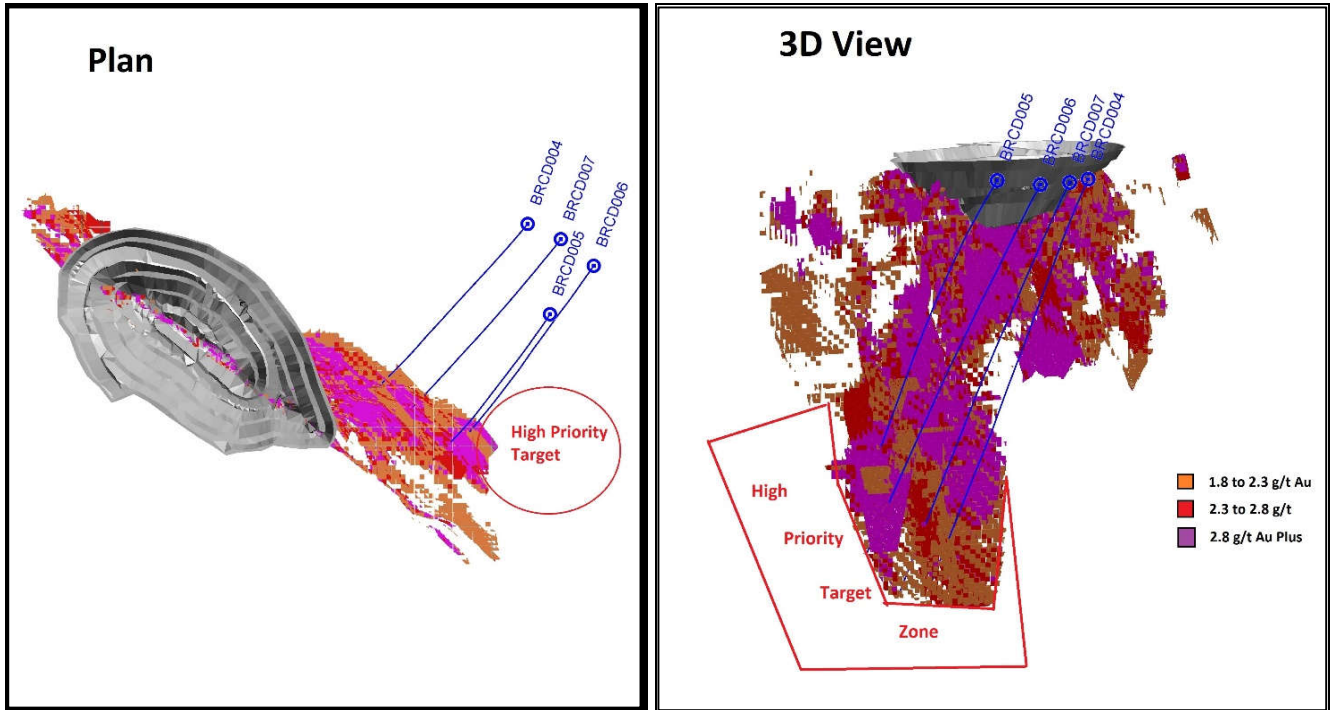 Plan
BRCD004
BRCD007
BRCD006
BRCD005
High Priority
Target
3D View
BRCD005
BRCD006
BRCD007
BRCD004
High
Priority
Target
Zone
1.8 to 2.3 g/t Au
2.3 to 2.8 g/t
2.8 g/t Au Plus